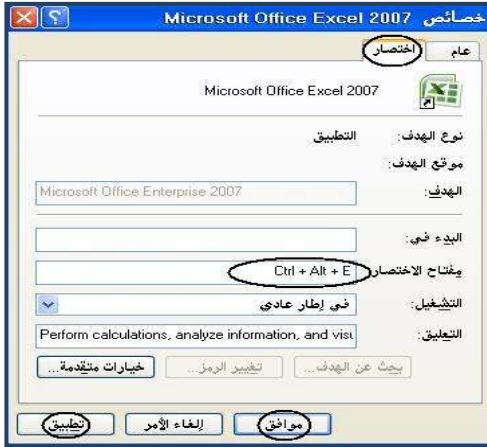 خصائص Microsoft Office Excel 2007
عام اختصار
Microsoft Office Excel 2007
نوع الهدف: التطبيق
موقع الهدف:
الهدف: Microsoft Office Enterprise 2007
البدء في:
مفتاح الاختصار Ctrl + Alt + E
التشغيل: في إطار عادي
التعليق: Perform calculations, analyze information, and visu
بحث عن الهدف... تغيير الرمز... خيارات متقدمة...
موافق إلغاء الأمر تطبيق